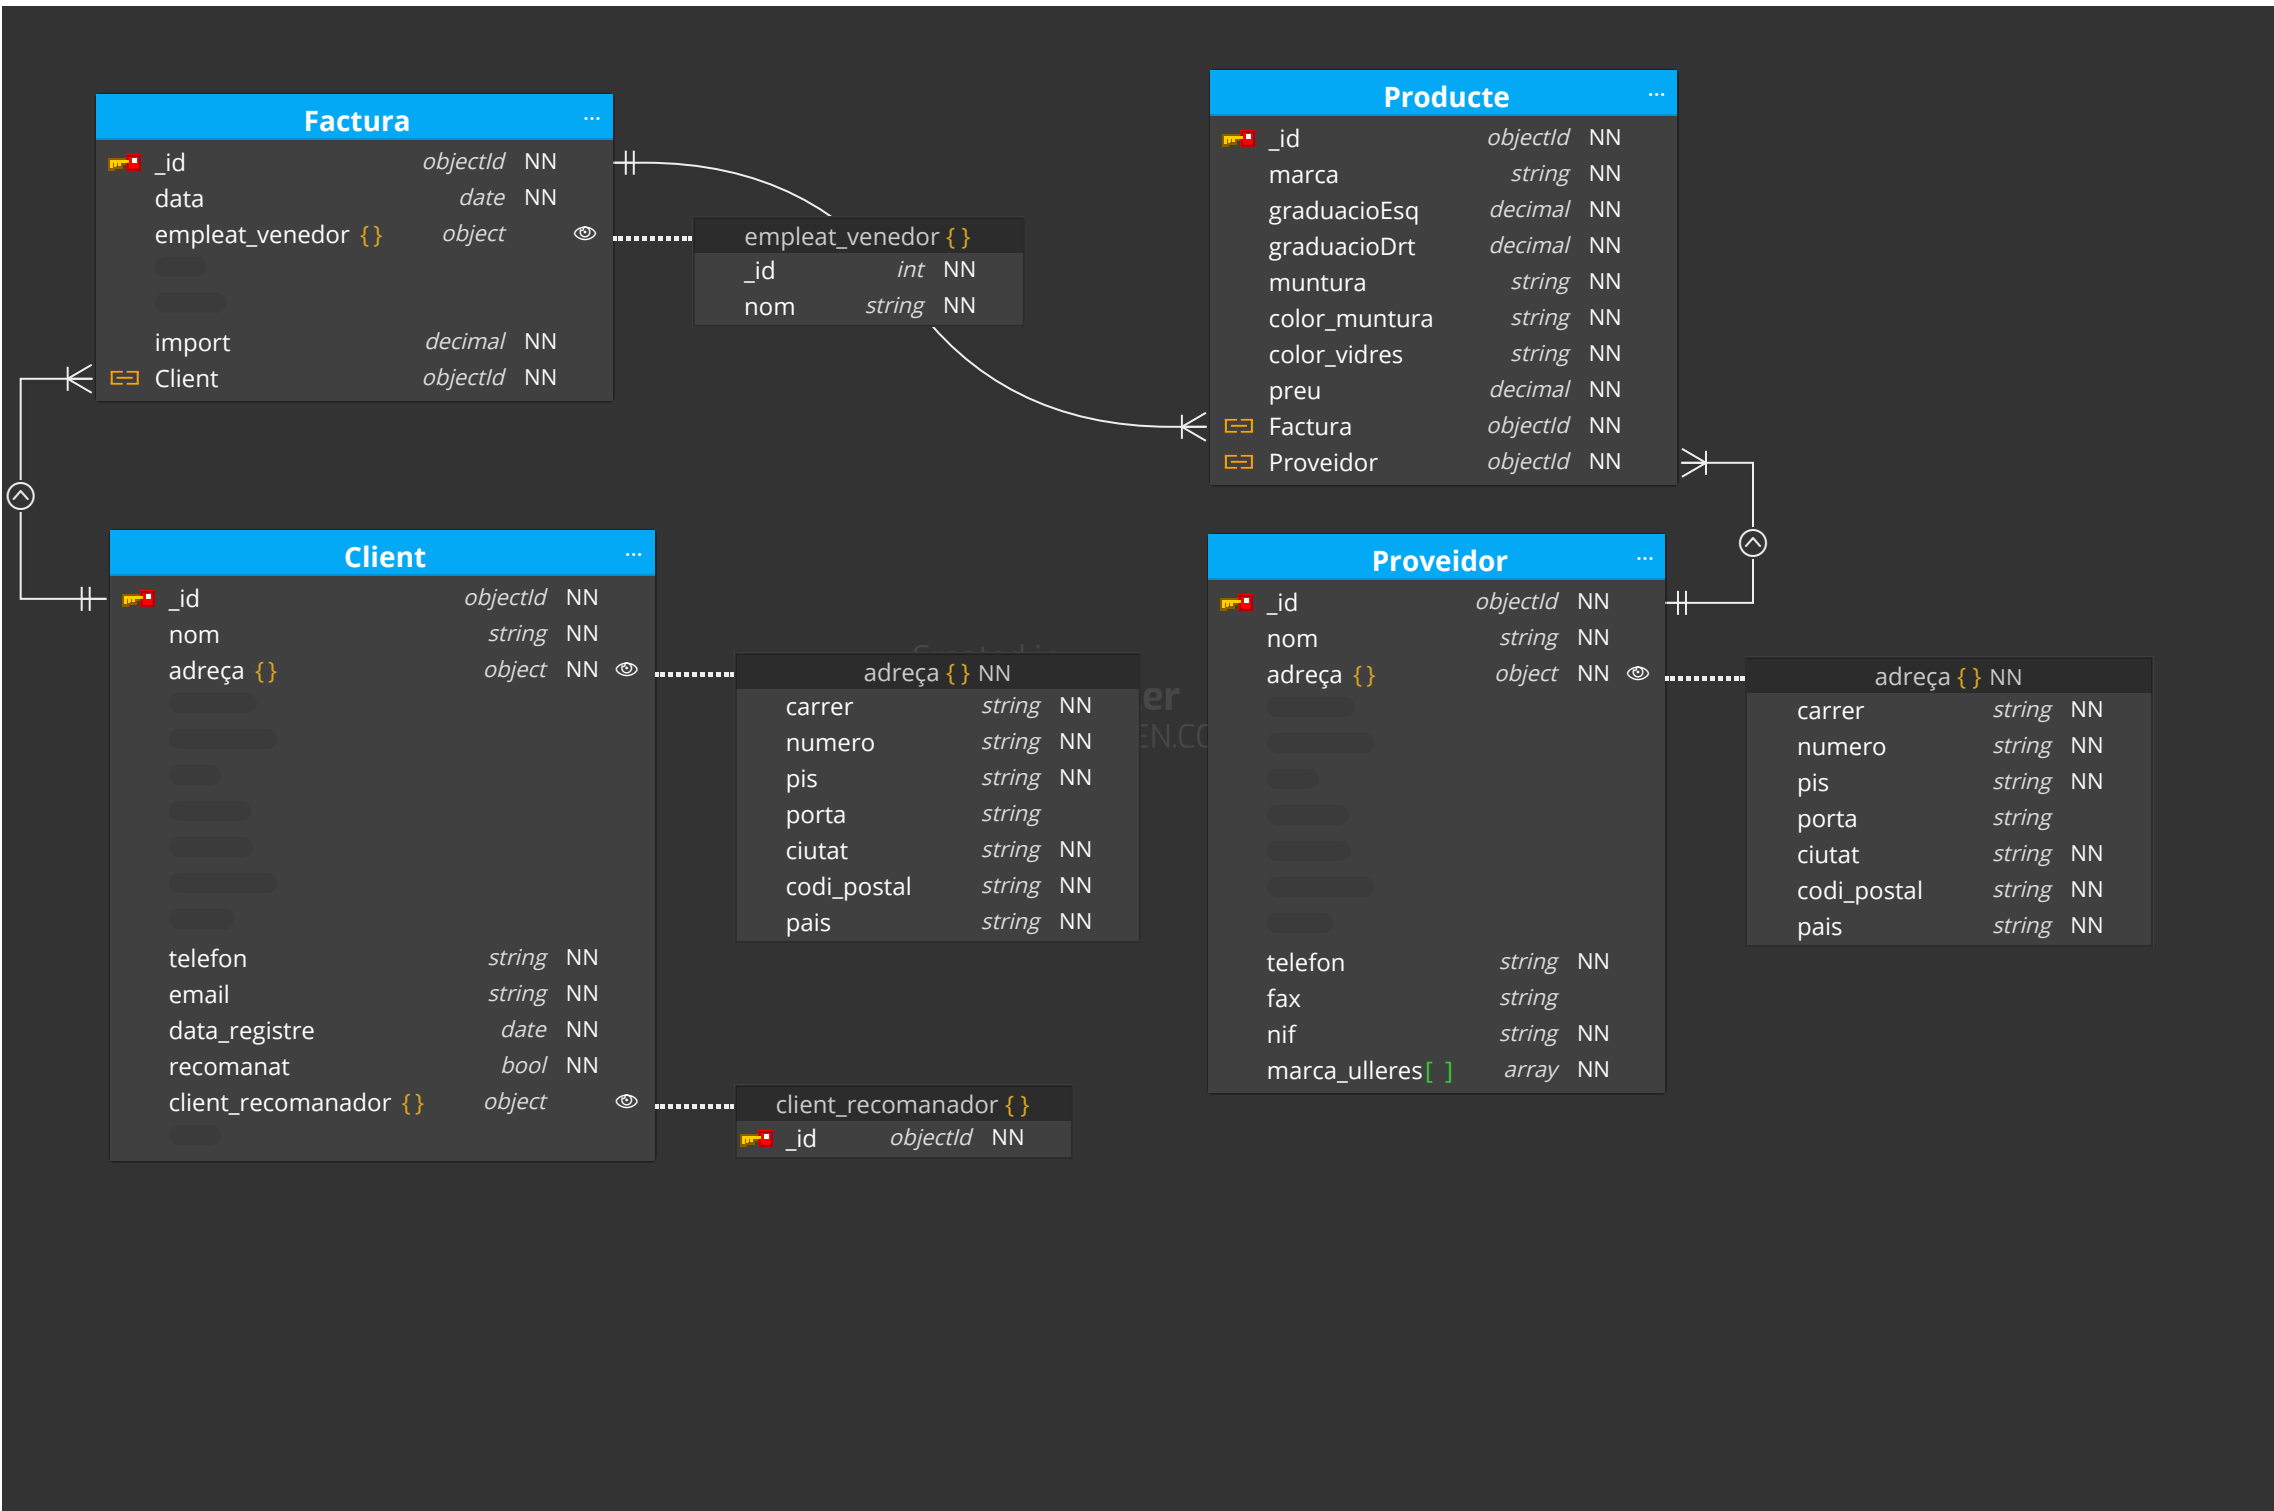 Factura ...
_id objectId NN
data date NN
empleat_venedor {} object
import decimal NN
Client objectId NN
empleat_venedor {}
_id int NN
nom string NN
Producte ...
_id objectId NN
marca string NN
graduacioEsq decimal NN
graduacioDrt decimal NN
muntura string NN
color_muntura string NN
color_vidres string NN
preu decimal NN
Factura objectId NN
Proveidor objectId NN
Client ...
_id objectId NN
nom string NN
adreça {} object NN
telefon string NN
email string NN
data_registre date NN
recomanat bool NN
client_recomanador {} object
adreça {} NN
carrer string NN
numero string NN
pis string NN
porta string
ciutat string NN
codi_postal string NN
pais string NN
client_recomanador {}
_id objectId NN
Proveidor ...
_id objectId NN
nom string NN
adreça {} object NN
telefon string NN
fax string
nif string NN
marca_ulleres[ ] array NN
adreça {} NN
carrer string NN
numero string NN
pis string NN
porta string
ciutat string NN
codi_postal string NN
pais string NN